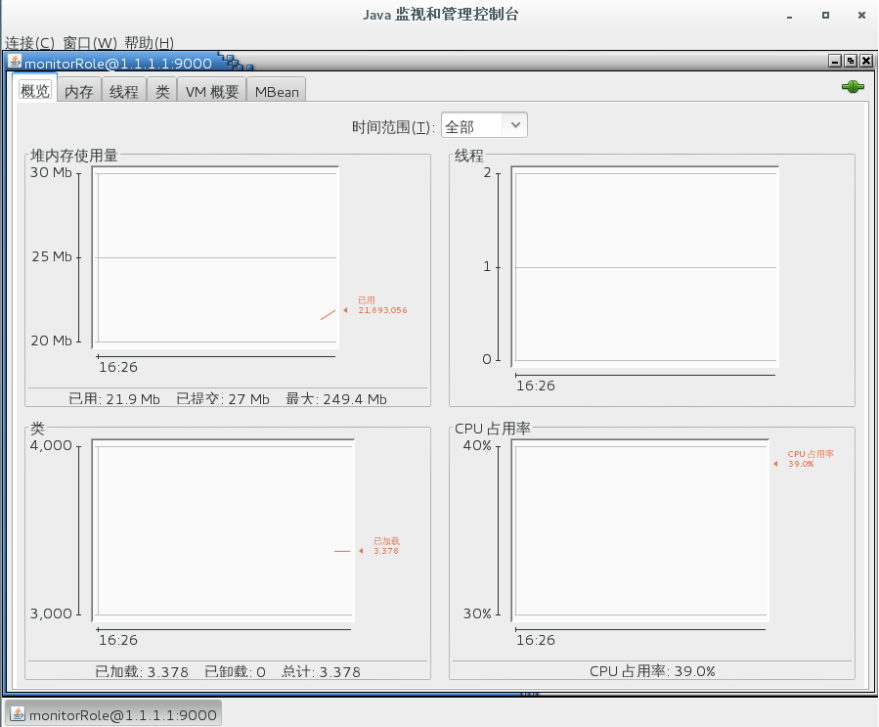 Java 监视和管理控制台
连接(C) 窗口(W) 帮助(H)
monitorRole@1.1.1.1:9000
概览 内存 线程 类 VM 概要 MBean
时间范围(T): 全部
堆内存使用量
30 Mb
25 Mb
20 Mb
已用
21,693,056
16:26
已用: 21.9 Mb 已提交: 27 Mb 最大: 249.4 Mb
线程
2
1
0
16:26
类
4,000
3,000
已加载
3,378
16:26
已加载: 3.378 已卸载: 0 总计: 3.378
CPU 占用率
40%
30%
CPU 占用率
39.0%
16:26
CPU 占用率: 39.0%
monitorRole@1.1.1.1:9000